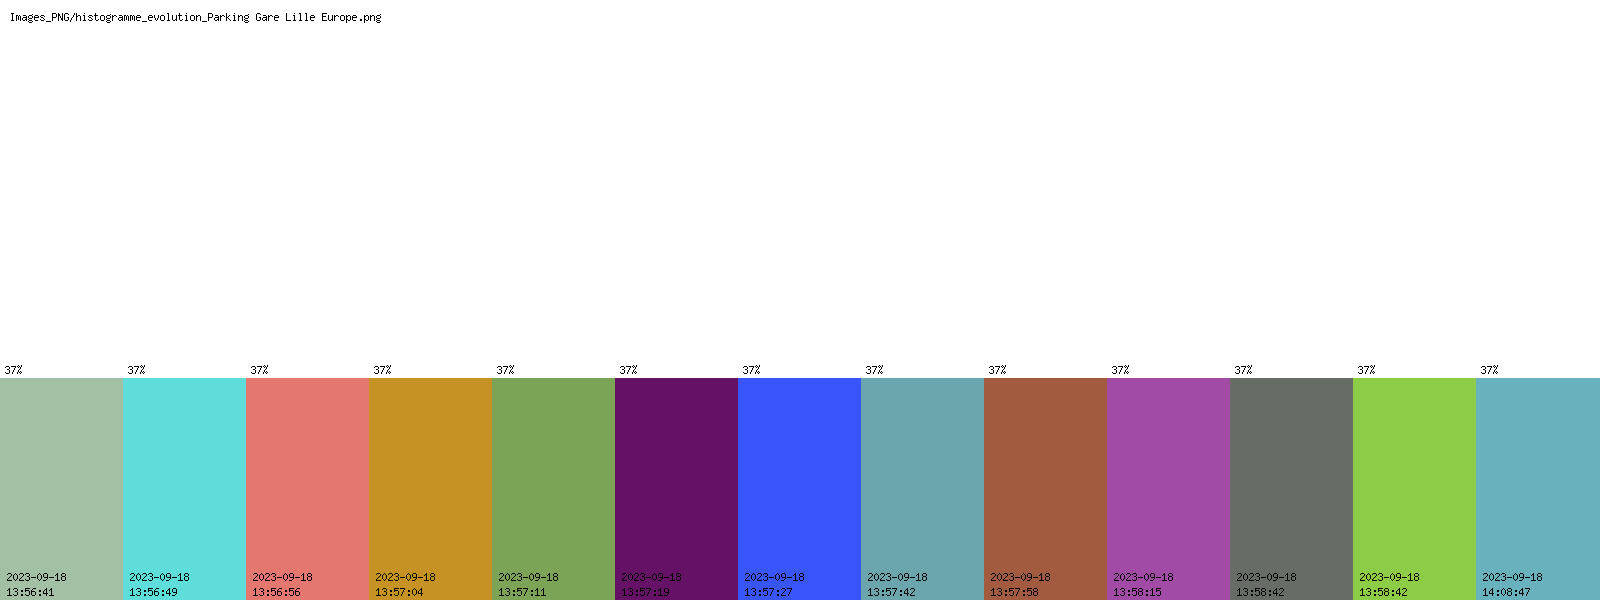 Images_PNG/histogramme_evolution_Parking Gare Lille Europe.png
37% 37% 37% 37% 37% 37% 37% 37% 37% 37% 37% 37% 37%
2023-09-18 2023-09-18 2023-09-18 2023-09-18 2023-09-18 2023-09-18 2023-09-18 2023-09-18 2023-09-18 2023-09-18 2023-09-18 2023-09-18 2023-09-18
13:56:41 13:56:49 13:56:56 13:57:04 13:57:11 13:57:19 13:57:27 13:57:42 13:57:58 13:58:15 13:58:42 13:58:42 14:08:47